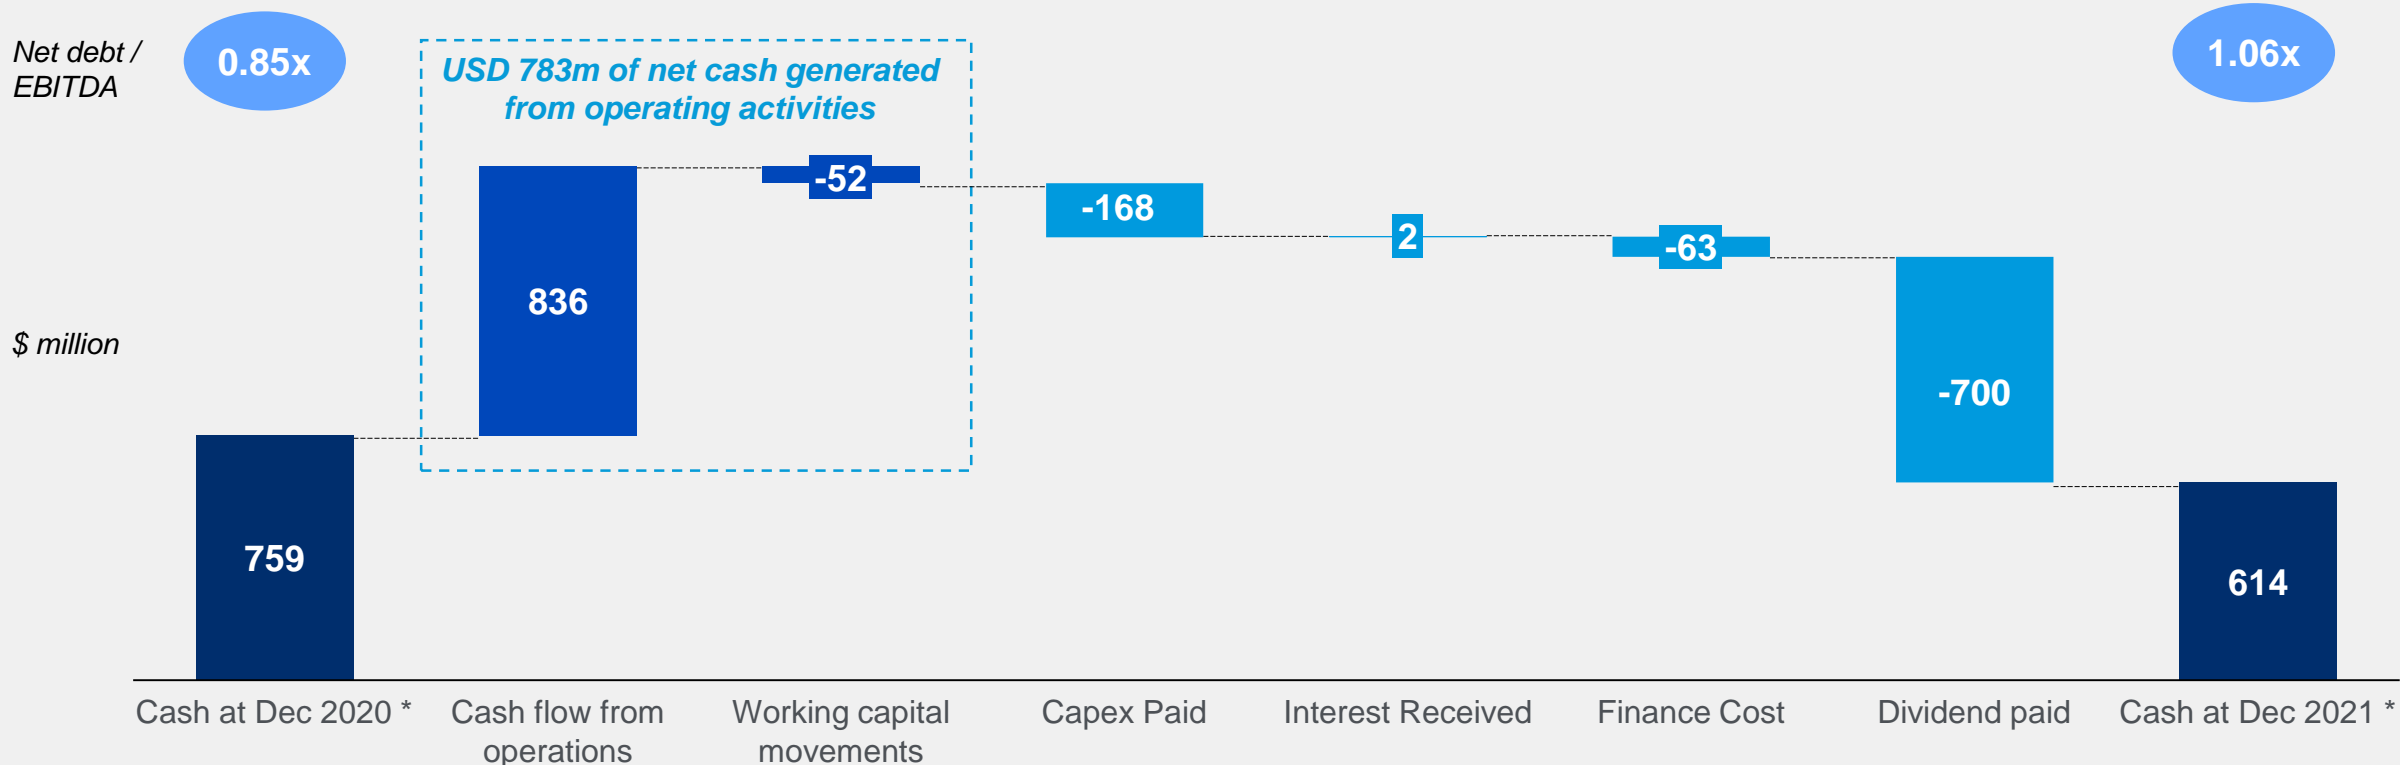 Net debt /
EBITDA
0.85x
USD 783m of net cash generated
from operating activities
1.06x
-52
-168
2
-63
836
$ million
-700
759
614
Cash at Dec 2020 *
Cash flow from
operations
Working capital
movements
Capex Paid
Interest Received
Finance Cost
Dividend paid
Cash at Dec 2021 *